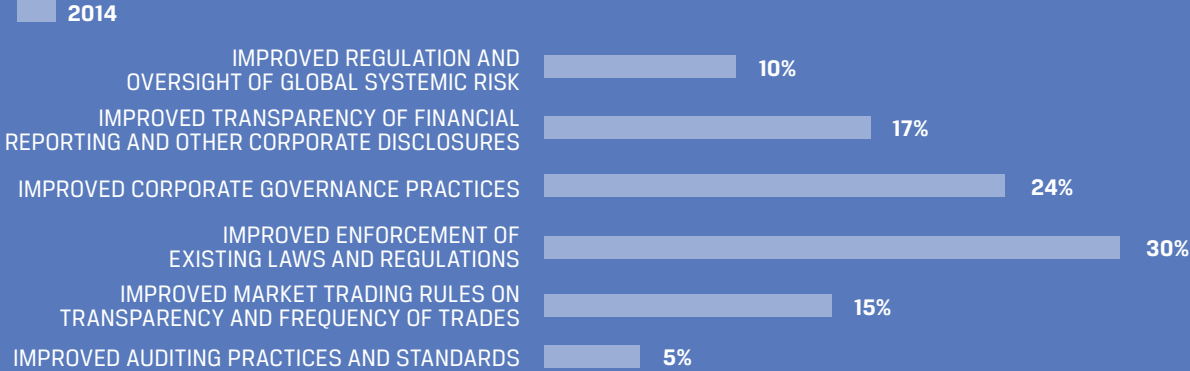 2014
IMPROVED REGULATION AND
OVERSIGHT OF GLOBAL SYSTEMIC RISK
10%
IMPROVED TRANSPARENCY OF FINANCIAL
REPORTING AND OTHER CORPORATE DISCLOSURES
17%
IMPROVED CORPORATE GOVERNANCE PRACTICES
24%
IMPROVED ENFORCEMENT OF
EXISTING LAWS AND REGULATIONS
30%
IMPROVED MARKET TRADING RULES ON
TRANSPARENCY AND FREQUENCY OF TRADES
15%
IMPROVED AUDITING PRACTICES AND STANDARDS
5%